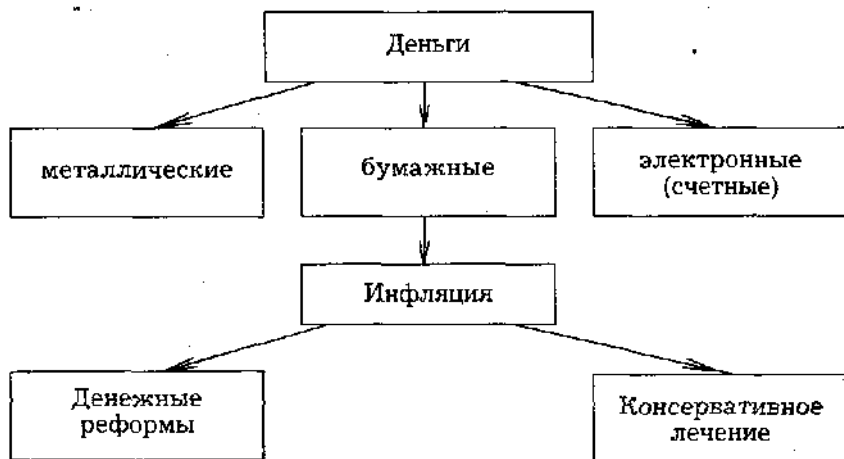 Деньги
металлические
бумажные
электронные
(счетные)
Инфляция
Денежные
реформы
Консервативное
лечение